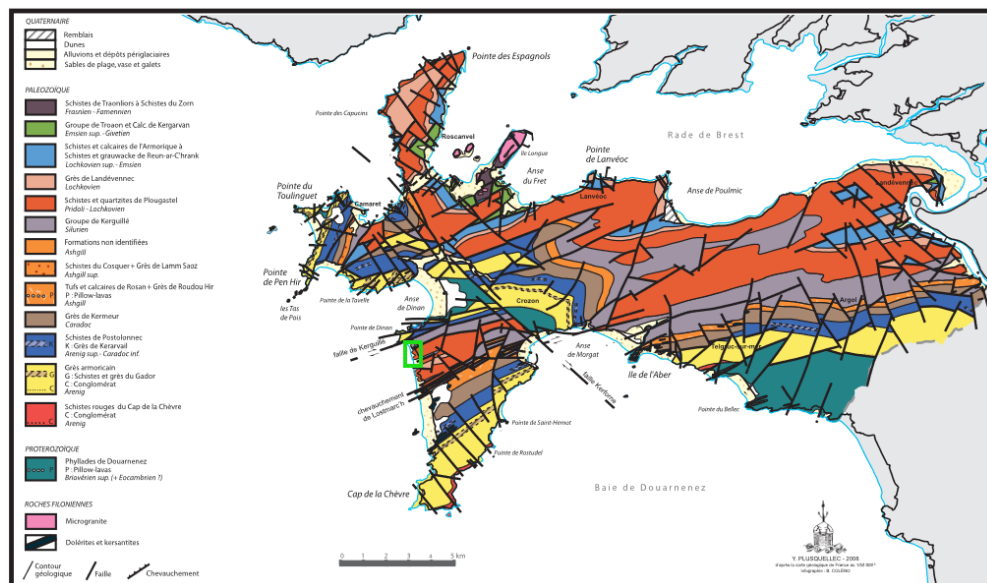 QUATERNAIRE
Remblais
Dunes
Alluvions et dépôts périglaciaires
Sables de plage, vase et galets
PALEOZOÏQUE
Schistes de Traonliors à Schistes du Zorn
Frasnien - Famennien
Groupe de Troaon et Calc. de Kergarvan
Emsien sup. - Givetien
Schistes et calcaires de l'Armorique à
Schistes et grauwacke de Reun-ar-C'hrank
Lochkovien sup. - Emsien
Grès de Landévennec
Lochkovien
Schistes et quartzites de Plougastel
Pridoli - Lochkovien
Groupe de Kerguillé
Silurien
Formations non identifiées
Ashgill
Schistes du Cosquer + Grès de Lamm Saoz
Ashgill sup.
Tufs et calcaires de Rosan + Grès de Roudou Hir
P
P : Pillow-lavas
Ashgill
Grès de Kermeur
Caradoc
Schistes de Postolonnec
K
K : Grès de Kerarvail
Arenig sup.- Caradoc inf.
Grès armoricain
G
G : Schistes et grès du Gador
C
C : Conglomérat
Arenig
Schistes rouges du Cap de la Chèvre
C : Conglomérat
C
Arenig
PROTEROZOÏQUE
Phyllades de Douarnenez
P
P : Pillow-lavas
Briovérien sup. (+ Eocambrien ?)
ROCHES FILONIENNES
Microgranite
Dolérites et kersantites
Contour
géologique
Faille
Chevauchement
Pointe des Espagnols
Pointe des Capucins
Roscanvel
Ile Longue
Rade de Brest
Pointe
de Lanvéoc
Anse
du Fret
Lanvéoc
Anse de Poulmic
Landévennec
Pointe du
Toulinguet
Camaret
Pointe
de Pen Hir
les Tas
de Pois
Pointe de la Tavelle
Anse
de Dinan
Crozon
Argol
Pointe de Dinan
faille de Kerguillé
Anse
de Morgat
Telgruc-sur-mer
Ile de l'Aber
chevauchement
de Lostmarc'h
faille Kerforne
Pointe du Bellec
Pointe de Saint-Hernot
Pointe de Rostudel
Cap de la Chèvre
Baie de Douarnenez
0 1 2 3 4 5 km
Y. PLUSQUELLEC - 2008